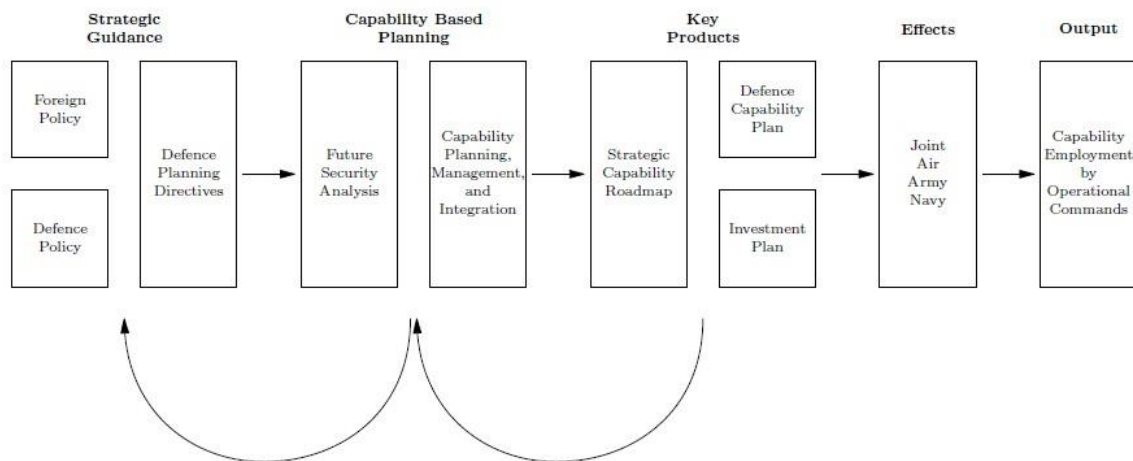 Strategic
Guidance
Capability Based
Planning
Key
Products
Effects
Output
Foreign
Policy
Defence
Policy
Defence
Planning
Directives
Future
Security
Analysis
Capability
Planning,
Management,
and
Integration
Strategic
Capability
Roadmap
Defence
Capability
Plan
Investment
Plan
Joint
Air
Army
Navy
Capability
Employment
by
Operational
Commands